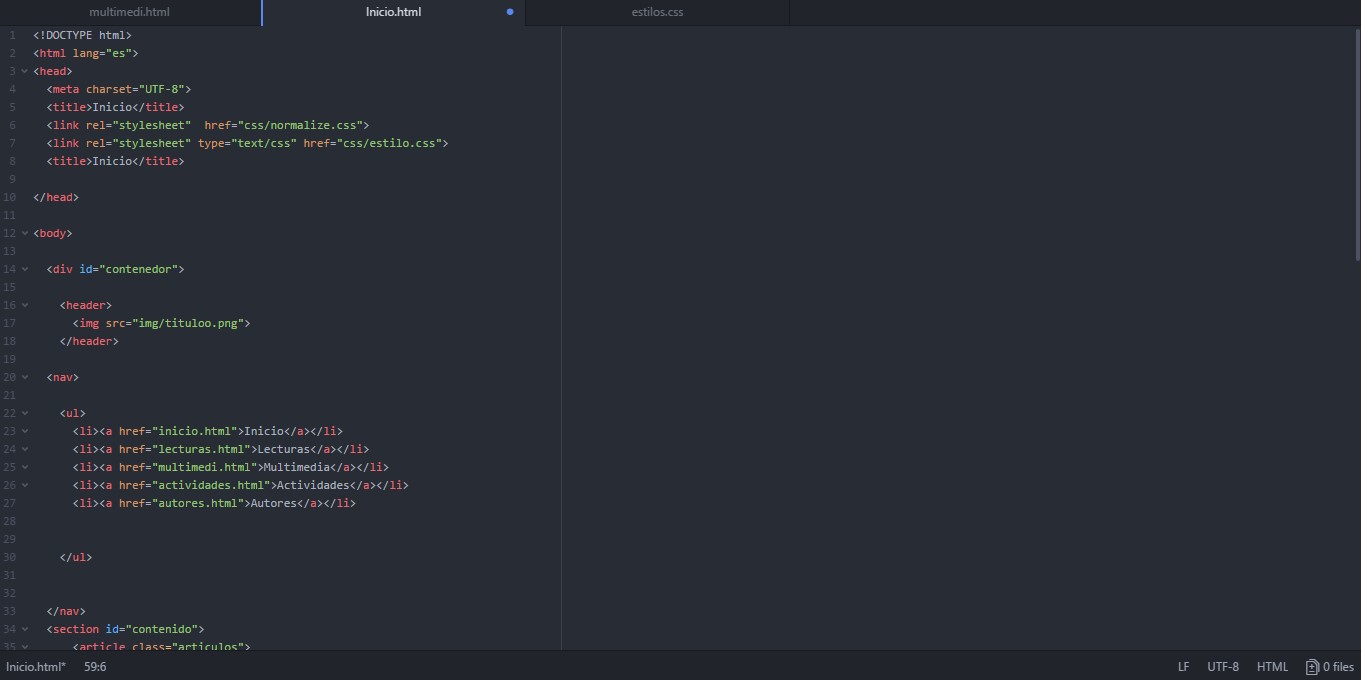 multimedi.html Inicio.html estilos.css
1 <!DOCTYPE html>
2 <html lang="es">
3 <head>
4 <meta charset="UTF-8">
5 <title>Inicio</title>
6 <link rel="stylesheet"  href="css/normalize.css">
7 <link rel="stylesheet" type="text/css" href="css/estilo.css">
8 <title>Inicio</title>
9
10 </head>
11
12 <body>
13
14 <div id="contenedor">
15
16 <header>
17 <img src="img/tituloo.png">
18 </header>
19
20 <nav>
21
22 <ul>
23 <li><a href="inicio.html">Inicio</a></li>
24 <li><a href="lecturas.html">Lecturas</a></li>
25 <li><a href="multimedi.html">Multimedia</a></li>
26 <li><a href="actividades.html">Actividades</a></li>
27 <li><a href="autores.html">Autores</a></li>
28
29
30 </ul>
31
32
33 </nav>
34 <section id="contenido">
35 <article class="articulos">
Inicio.html* 59:6 LF UTF-8 HTML 0 files